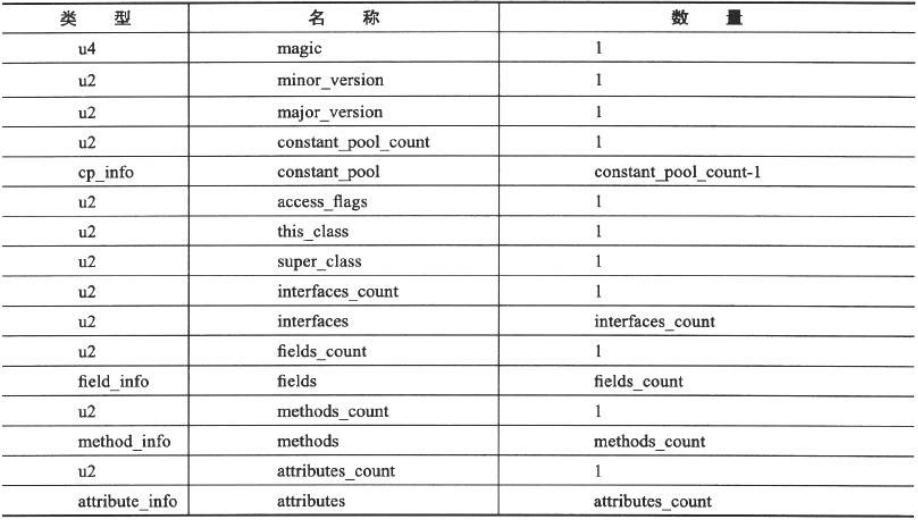 类 型 名 称 数 量
u4 magic 1
u2 minor_version 1
u2 major_version 1
u2 constant_pool_count 1
cp_info constant_pool constant_pool_count-1
u2 access_flags 1
u2 this_class 1
u2 super_class 1
u2 interfaces_count 1
u2 interfaces interfaces_count
u2 fields_count 1
field_info fields fields_count
u2 methods_count 1
method_info methods methods_count
u2 attributes_count 1
attribute_info attributes attributes_count